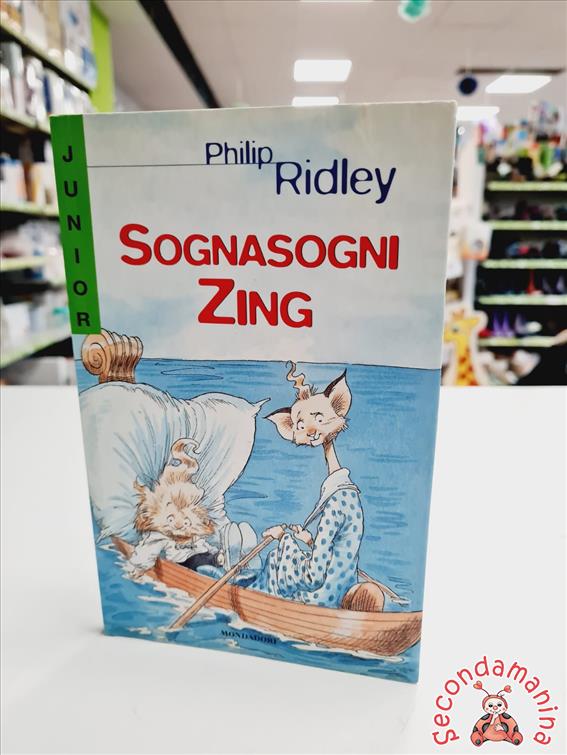 JUNIOR
Philip
Ridley
SOGNASOGNI
ZING
MONDADORI
Secondamanina